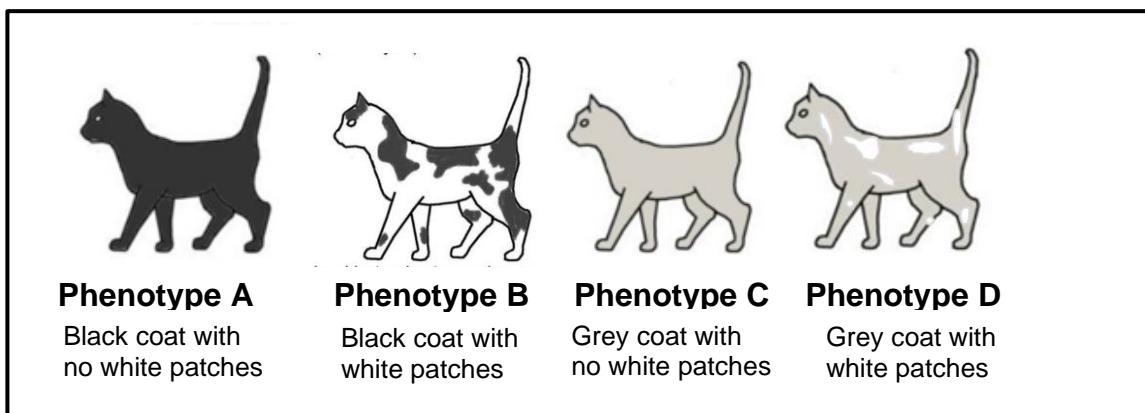 Phenotype A
Black coat with
no white patches
Phenotype B
Black coat with
white patches
Phenotype C
Grey coat with
no white patches
Phenotype D
Grey coat with
white patches